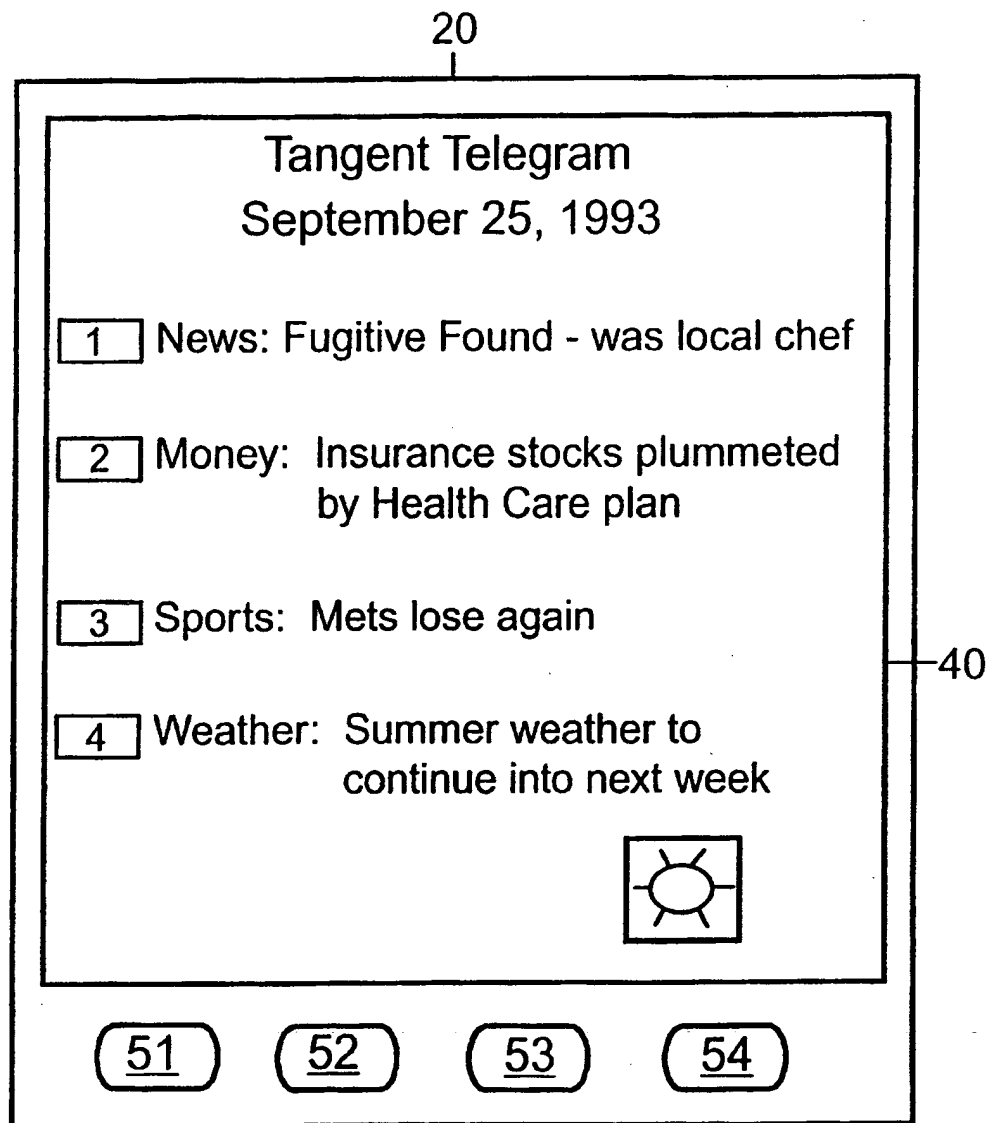 20
Tangent Telegram
September 25, 1993
1 News: Fugitive Found - was local chef
2 Money: Insurance stocks plummeted
by Health Care plan
3 Sports: Mets lose again
40
4 Weather: Summer weather to
continue into next week
51 52 53 54